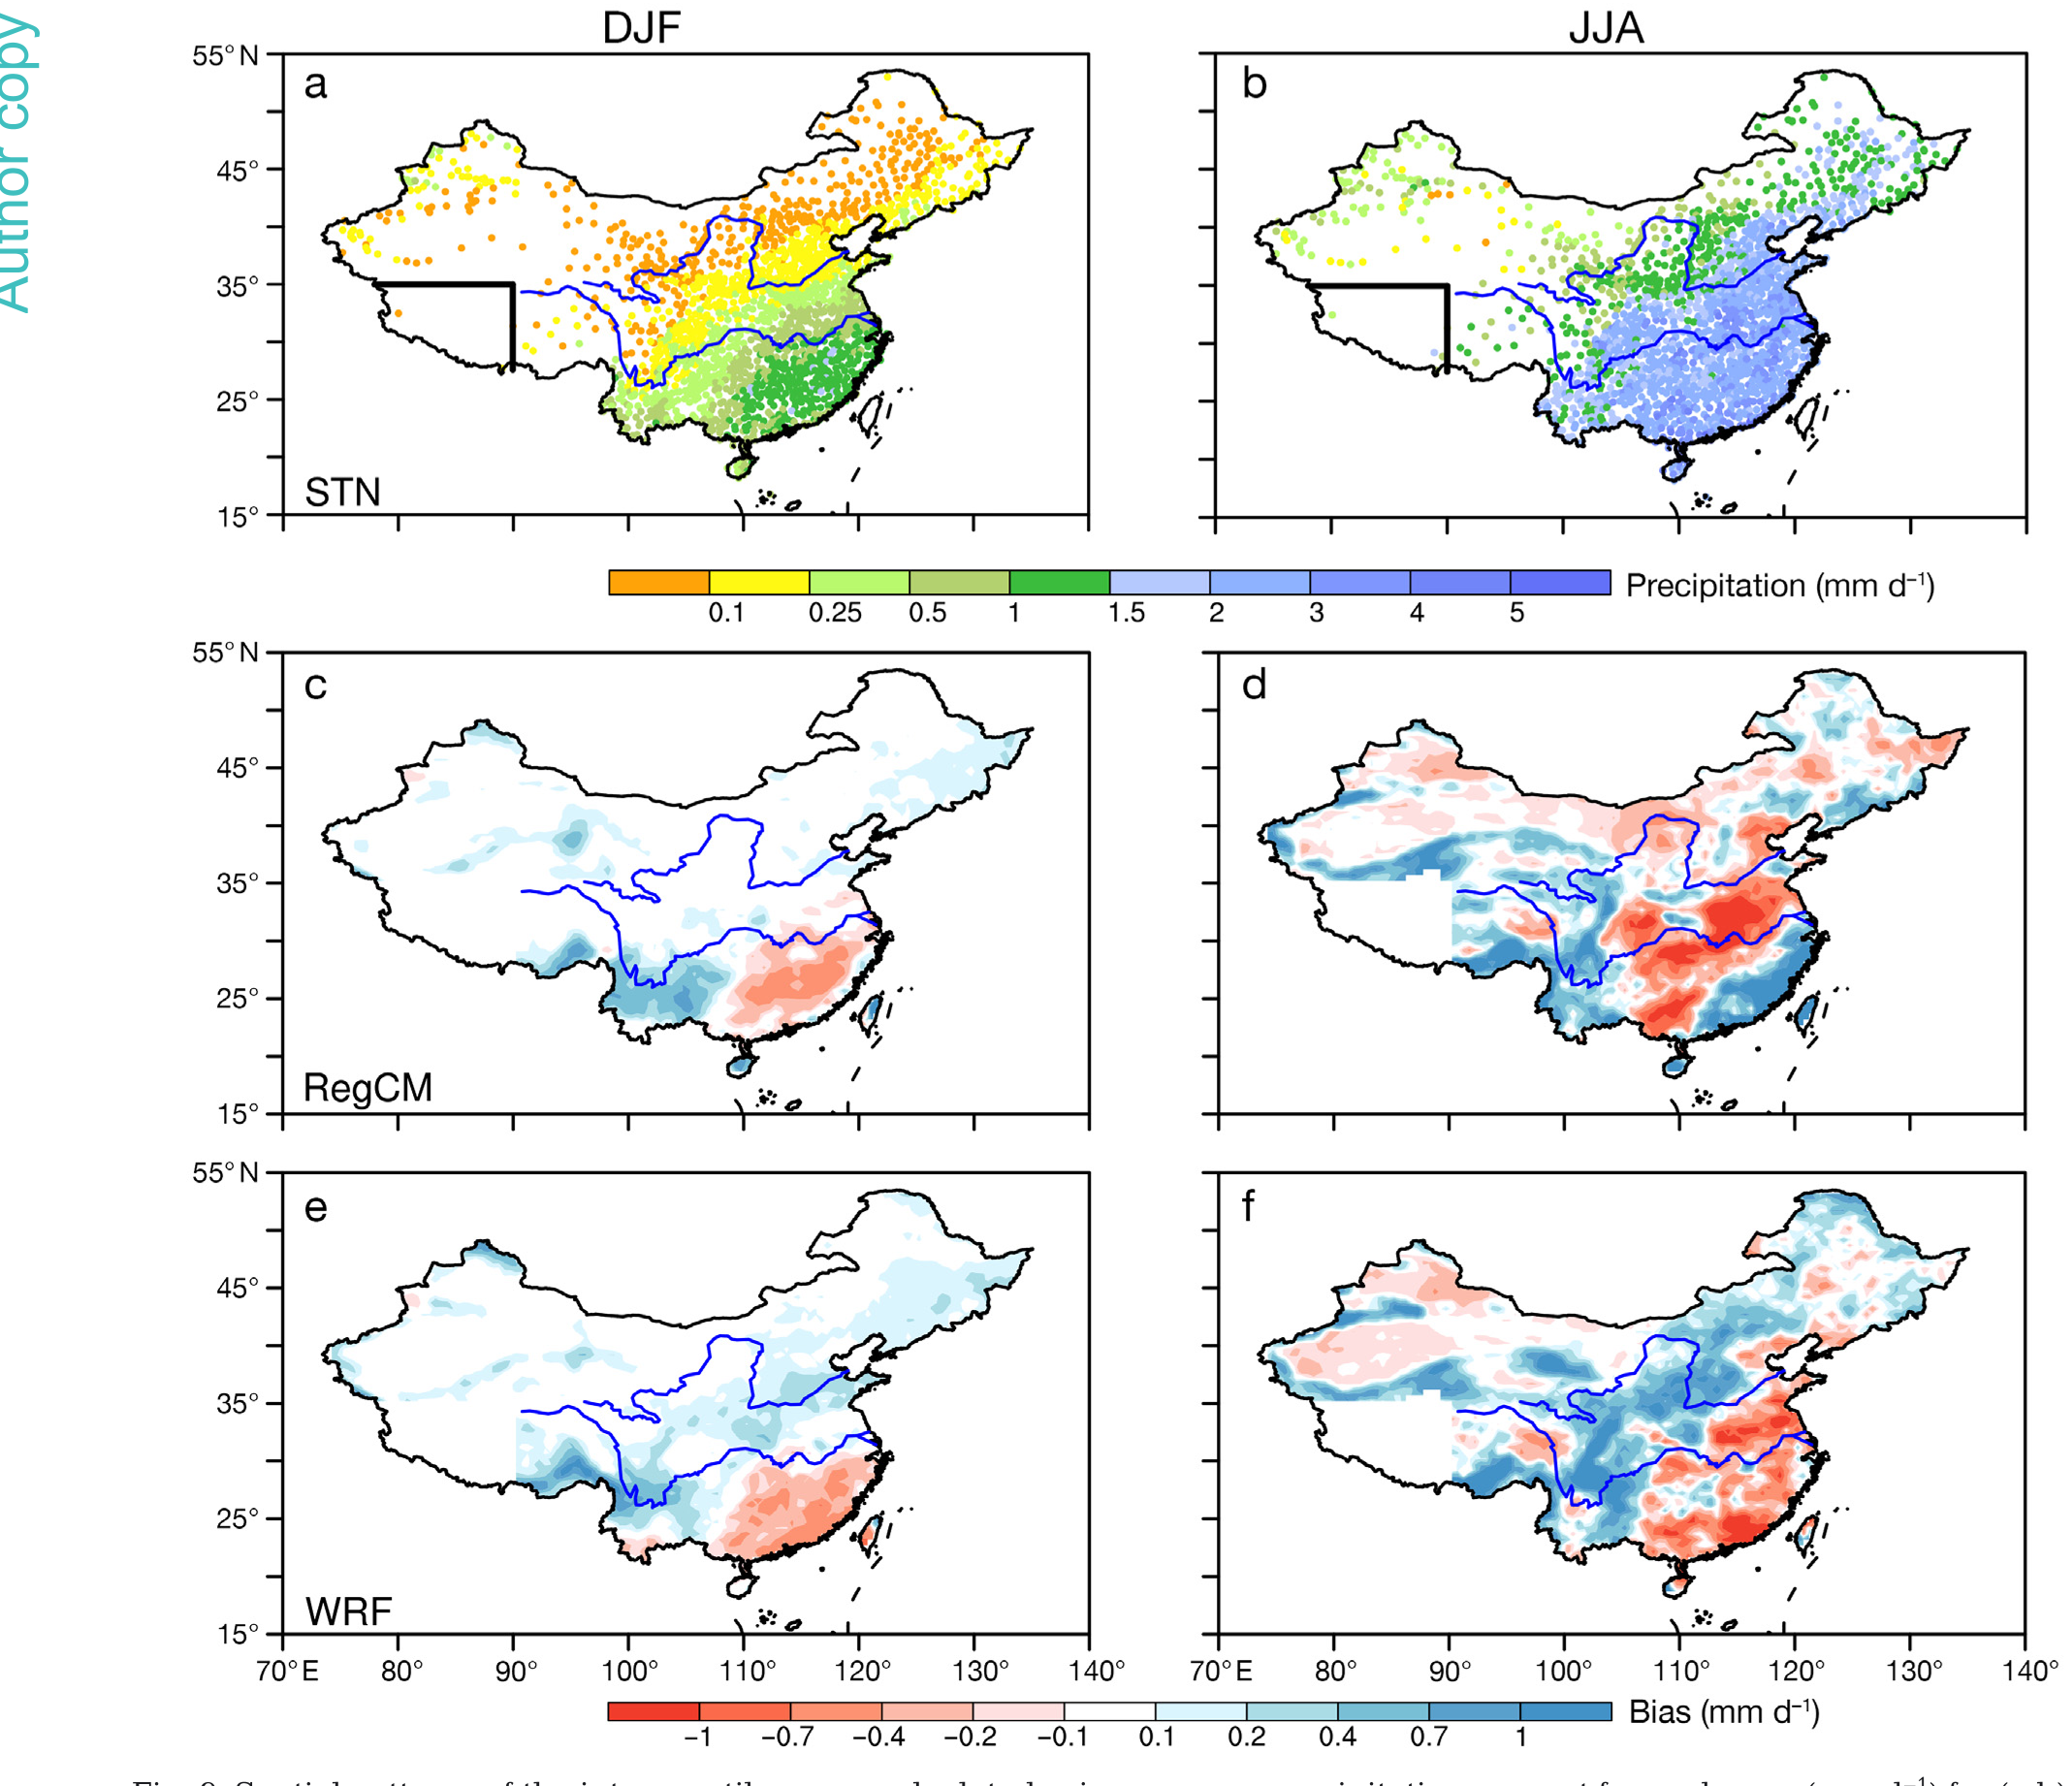 Author copy
DJF
JJA
55° N
45°
35°
25°
15°
a
STN
b
0.1 0.25 0.5 1 1.5 2 3 4 5
Precipitation (mm d⁻¹)
55° N
45°
35°
25°
15°
c
RegCM
d
55° N
45°
35°
25°
15°
e
WRF
f
70° E 80° 90° 100° 110° 120° 130° 140°
70° E 80° 90° 100° 110° 120° 130° 140°
−1 −0.7 −0.4 −0.2 −0.1 0.1 0.2 0.4 0.7 1
Bias (mm d⁻¹)